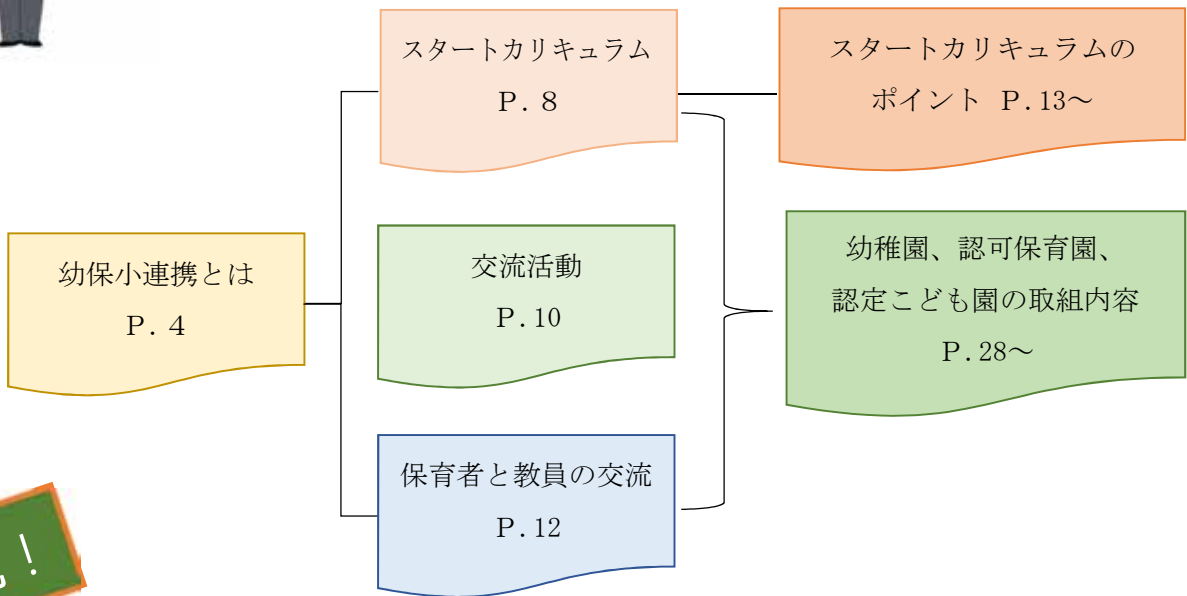 スタートカリキュラム
P.8
スタートカリキュラムの
ポイント P.13～
幼保小連携とは
P.4
交流活動
P.10
幼稚園、認可保育園、
認定こども園の取組内容
P.28～
保育者と教員の交流
P.12
！